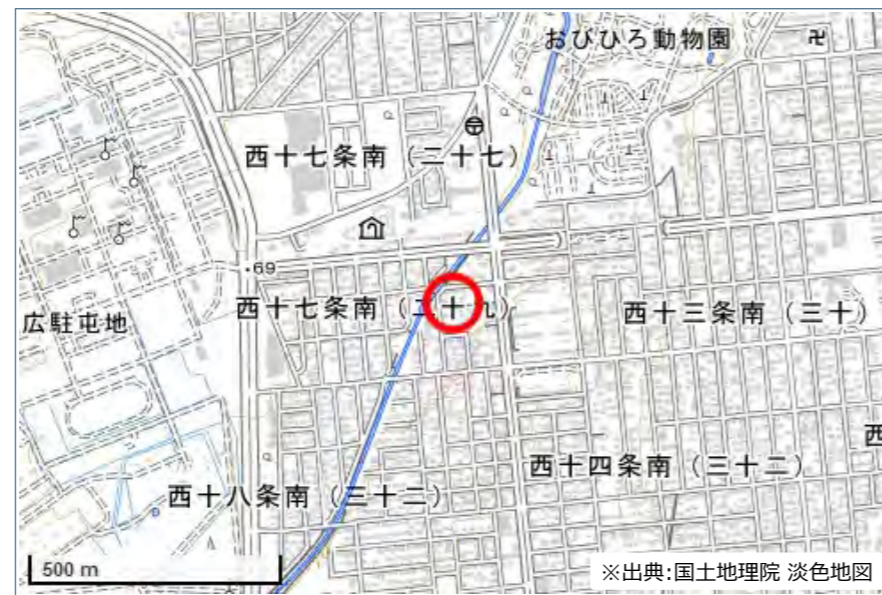 おびひろ動物園
西十七条南（二十七）
69
西十七条南（二十九）
西十三条南（三十）
広駐屯地
西
西十四条南（三十二）
西十八条南（三十二）
500 m
※出典:国土地理院 淡色地図